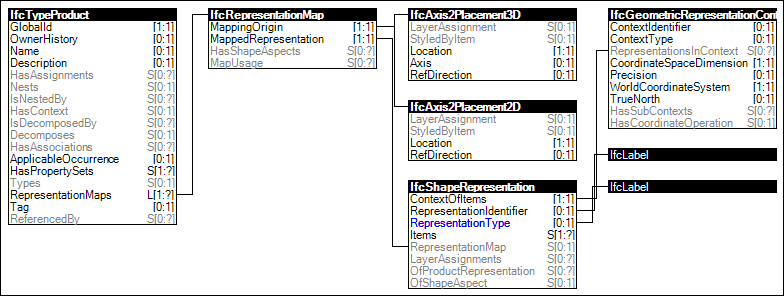 IfcTypeProduct
GlobalId [1:1]
OwnerHistory [0:1]
Name [0:1]
Description [0:1]
HasAssignments S[0:?]
Nests S[0:1]
IsNestedBy S[0:?]
HasContext S[0:1]
IsDecomposedBy S[0:?]
Decomposes S[0:1]
HasAssociations S[0:?]
ApplicableOccurrence [0:1]
HasPropertySets S[1:?]
Types S[0:1]
RepresentationMaps L[1:?]
Tag [0:1]
ReferencedBy S[0:?]
IfcRepresentationMap
MappingOrigin [1:1]
MappedRepresentation [1:1]
HasShapeAspects S[0:?]
MapUsage S[0:?]
IfcAxis2Placement3D
LayerAssignment S[0:?]
StyledByItem S[0:1]
Location [1:1]
Axis [0:1]
RefDirection [0:1]
IfcAxis2Placement2D
LayerAssignment S[0:?]
StyledByItem S[0:1]
Location [1:1]
RefDirection [0:1]
IfcShapeRepresentation
ContextOfItems [1:1]
RepresentationIdentifier [0:1]
RepresentationType [0:1]
Items S[1:?]
RepresentationMap S[0:1]
LayerAssignments S[0:?]
OfProductRepresentation S[0:?]
OfShapeAspect S[0:1]
IfcGeometricRepresentationCon
ContextIdentifier [0:1]
ContextType [0:1]
RepresentationsInContext S[0:?]
CoordinateSpaceDimension [1:1]
Precision [0:1]
WorldCoordinateSystem [1:1]
TrueNorth [0:1]
HasSubContexts S[0:?]
HasCoordinateOperation S[0:1]
IfcLabel
IfcLabel